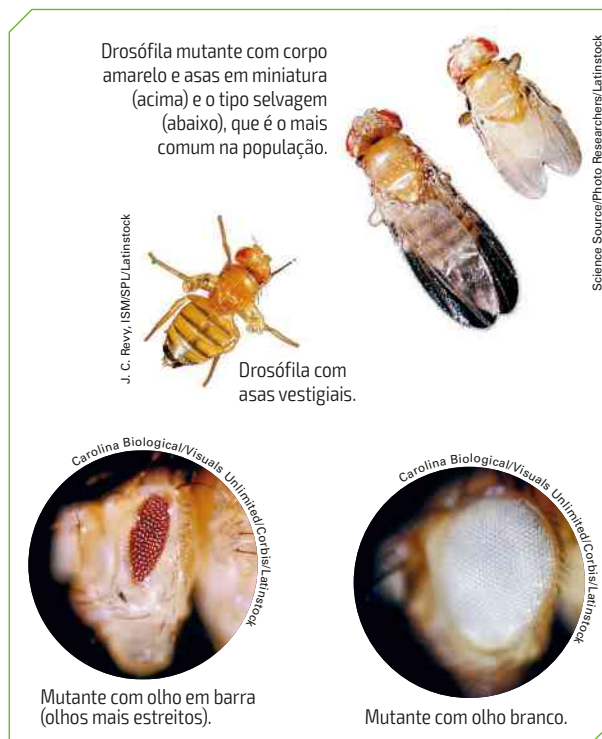 Drosófila mutante com corpo
amarelo e asas em miniatura
(acima) e o tipo selvagem
(abaixo), que é o mais
comum na população.
Science Source/Photo Researchers/Latinstock
J. C. Revy, ISM/SPL/Latinstock
Drosófila com
asas vestigiais.
Carolina Biological/Visuals Unlimited/Corbis/Latinstock
Carolina Biological/Visuals Unlimited/Corbis/Latinstock
Mutante com olho em barra
(olhos mais estreitos).
Mutante com olho branco.